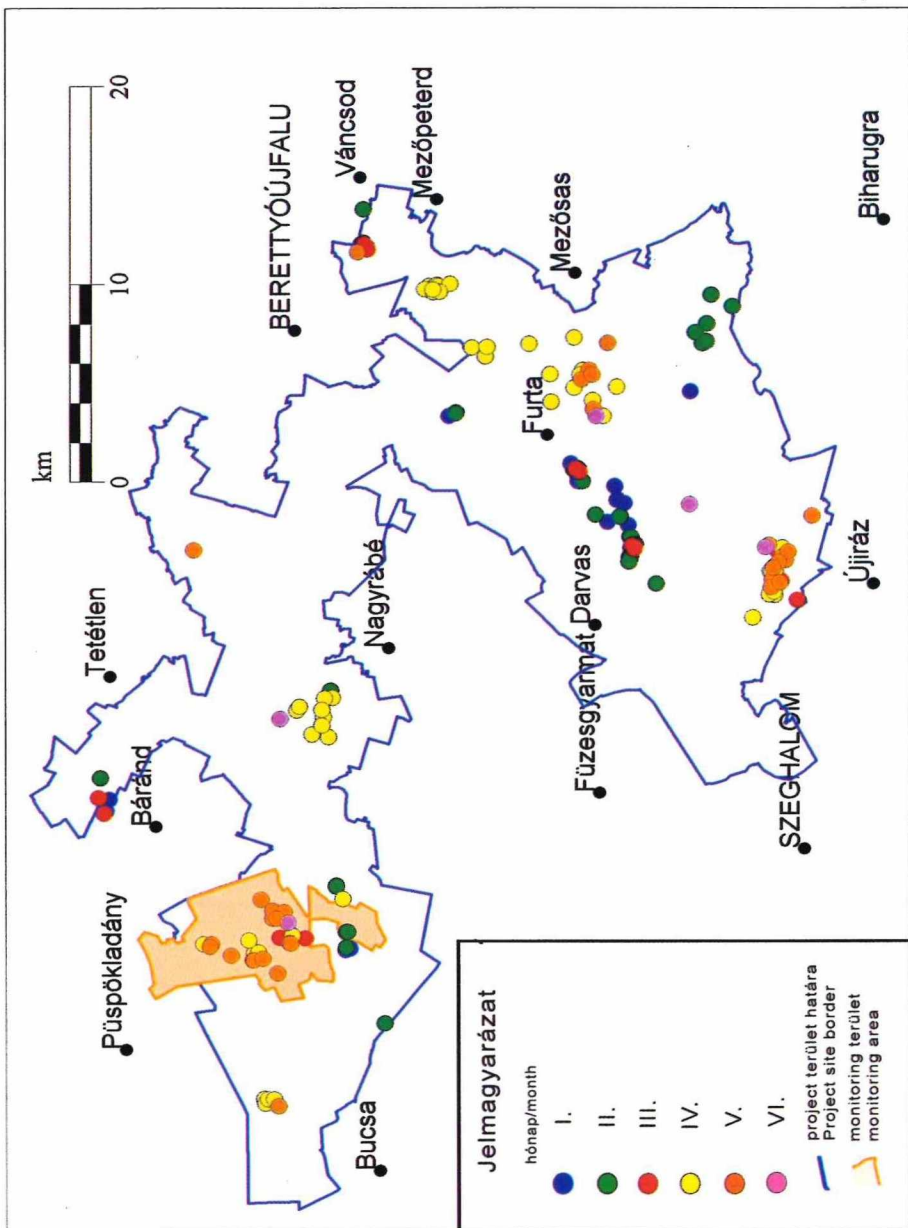 km
0
10
20
Püspökladány
Báránd
Tetétlen
BERETTYÓÚJFALU
Váncsod
Mezőpeterd
Nagyrábé
Bucsa
Furta
Mezősas
Füzesgyarmat
Darvas
SZEGHALOM
Újiráz
Biharugra
Jelmagyarázat
hónap/month
I.
II.
III.
IV.
V.
VI.
project terület határa
Project site border
monitoring terület
monitoring area